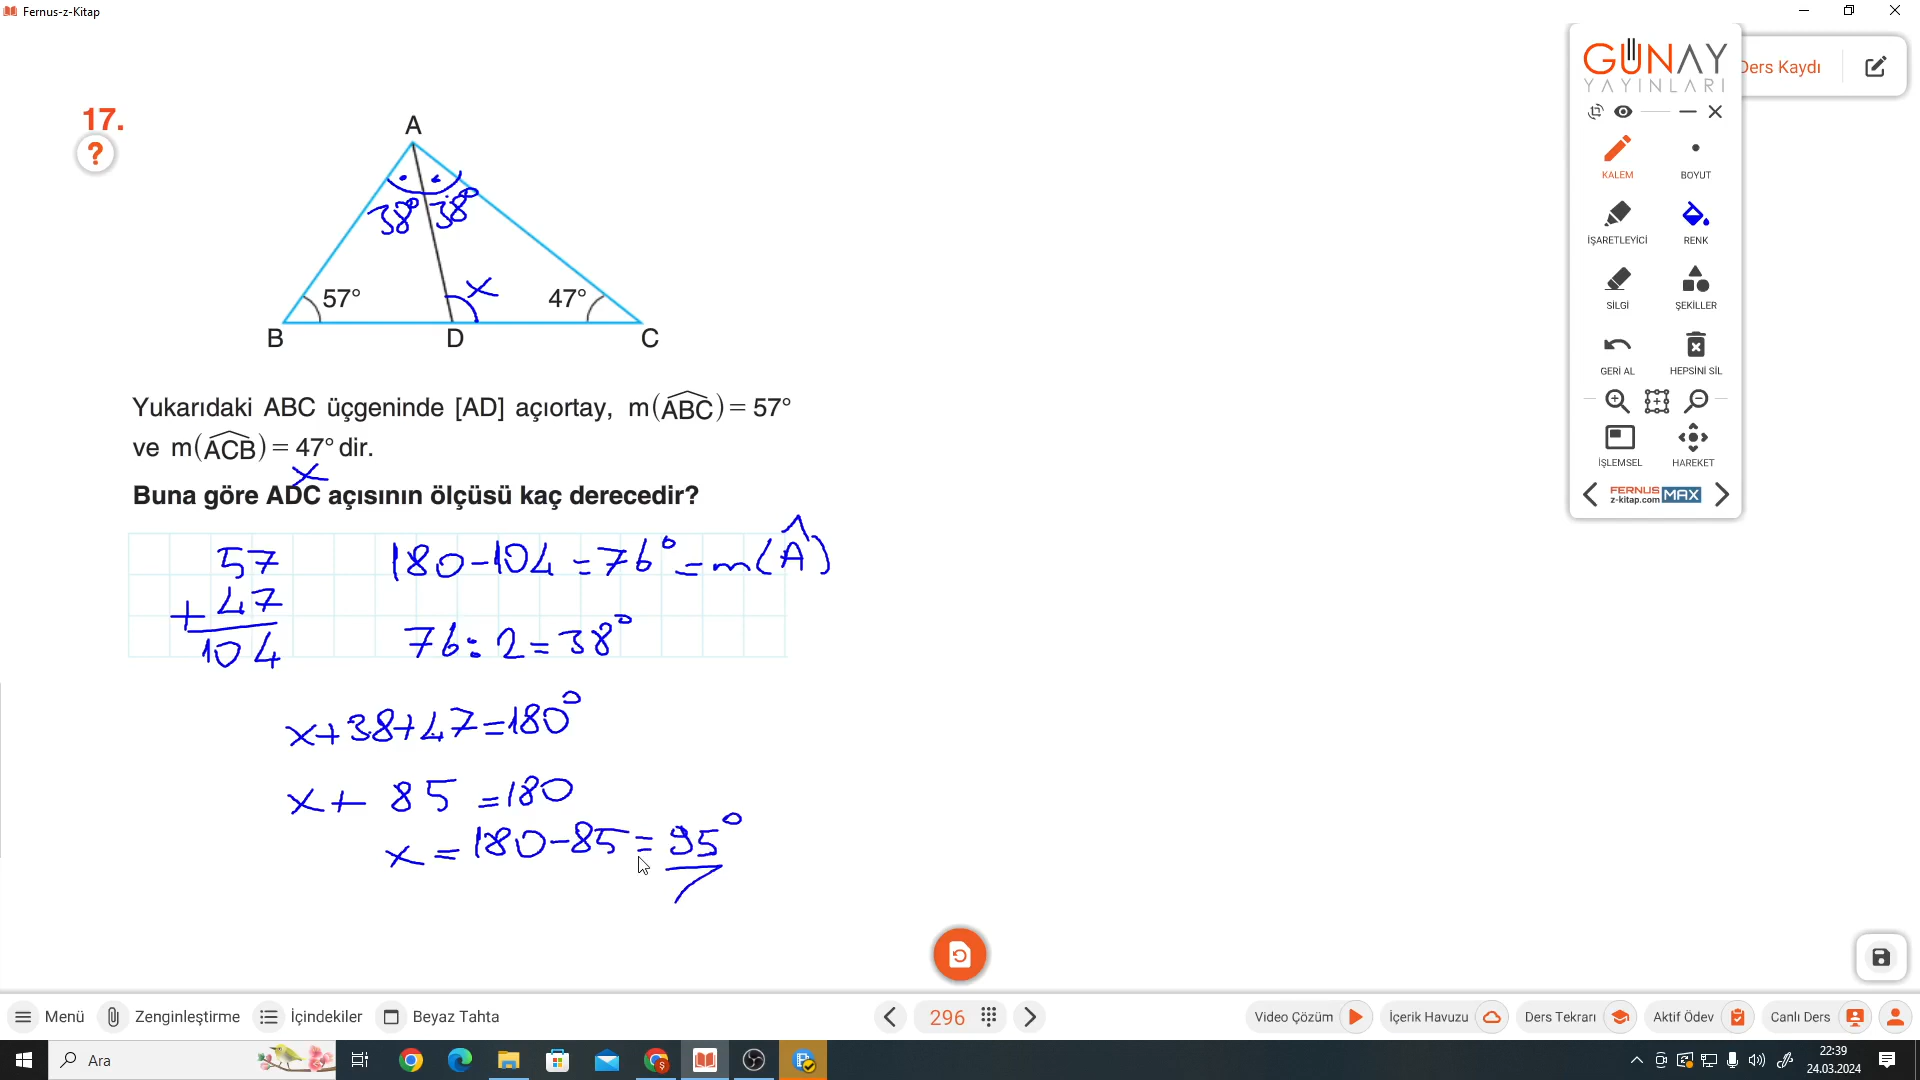 Fernus-z-Kitap
GÜNAY
YAYINLARI
Ders Kaydı
17.
?
A
38° 38°
x
57°
47°
B
D
C
KALEM
BOYUT
İŞARETLEYİCİ
RENK
SİLGİ
ŞEKİLLER
GERİ AL
HEPSİNİ SİL
İŞLEMSEL
HAREKET
FERNUS
z-kitap.com
MAX
Yukarıdaki ABC üçgeninde [AD] açıortay, m(ABC) = 57°
ve m(ACB) = 47° dir.
x
Buna göre ADC açısının ölçüsü kaç derecedir?
57
+ 47
104
180-104=76°=m(Â)
76:2=38°
x+38+47=180°
x+ 85 =180
x=180-85=95°
Menü
Zenginleştirme
İçindekiler
Beyaz Tahta
296
Video Çözüm
İçerik Havuzu
Ders Tekrarı
Aktif Ödev
Canlı Ders
Ara
22:39
24.03.2024